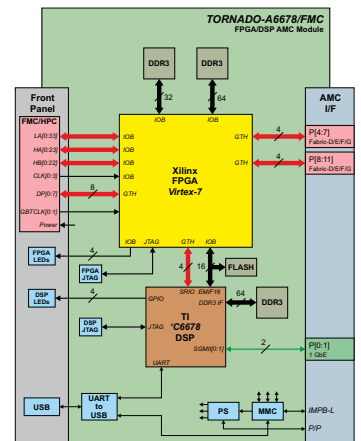 TORNADO-A6678/FMC
FPGA/DSP AMC Module
Front
Panel
AMC
I/F
DDR3
DDR3
32
64
FMC/HPC
IOB
IOB
LA[0:33]
IOB
GTH
4
P[4:7]
Fabric-D/E/F/G
HA[0:23]
IOB
HB[0:22]
IOB
GTH
4
P[8:11]
Fabric-D/E/F/G
CLK[0:3]
IOB
Xilinx
FPGA
Virtex-7
DP[0:7]
8
GTH
GBTCLK[0:1]
Power
IOB
JTAG
GTH
IOB
FPGA
LEDs
4
FPGA
JTAG
4
16
FLASH
DSP
LEDs
4
SRIO
EMIF16
GPIO
DDR3 I/F
64
DDR3
DSP
JTAG
JTAG
TI
'C6678
DSP
SGMII[0:1]
2
P[0:1]
1 GbE
UART
USB
UART
to
USB
PS
MMC
IMPB-L
P/P